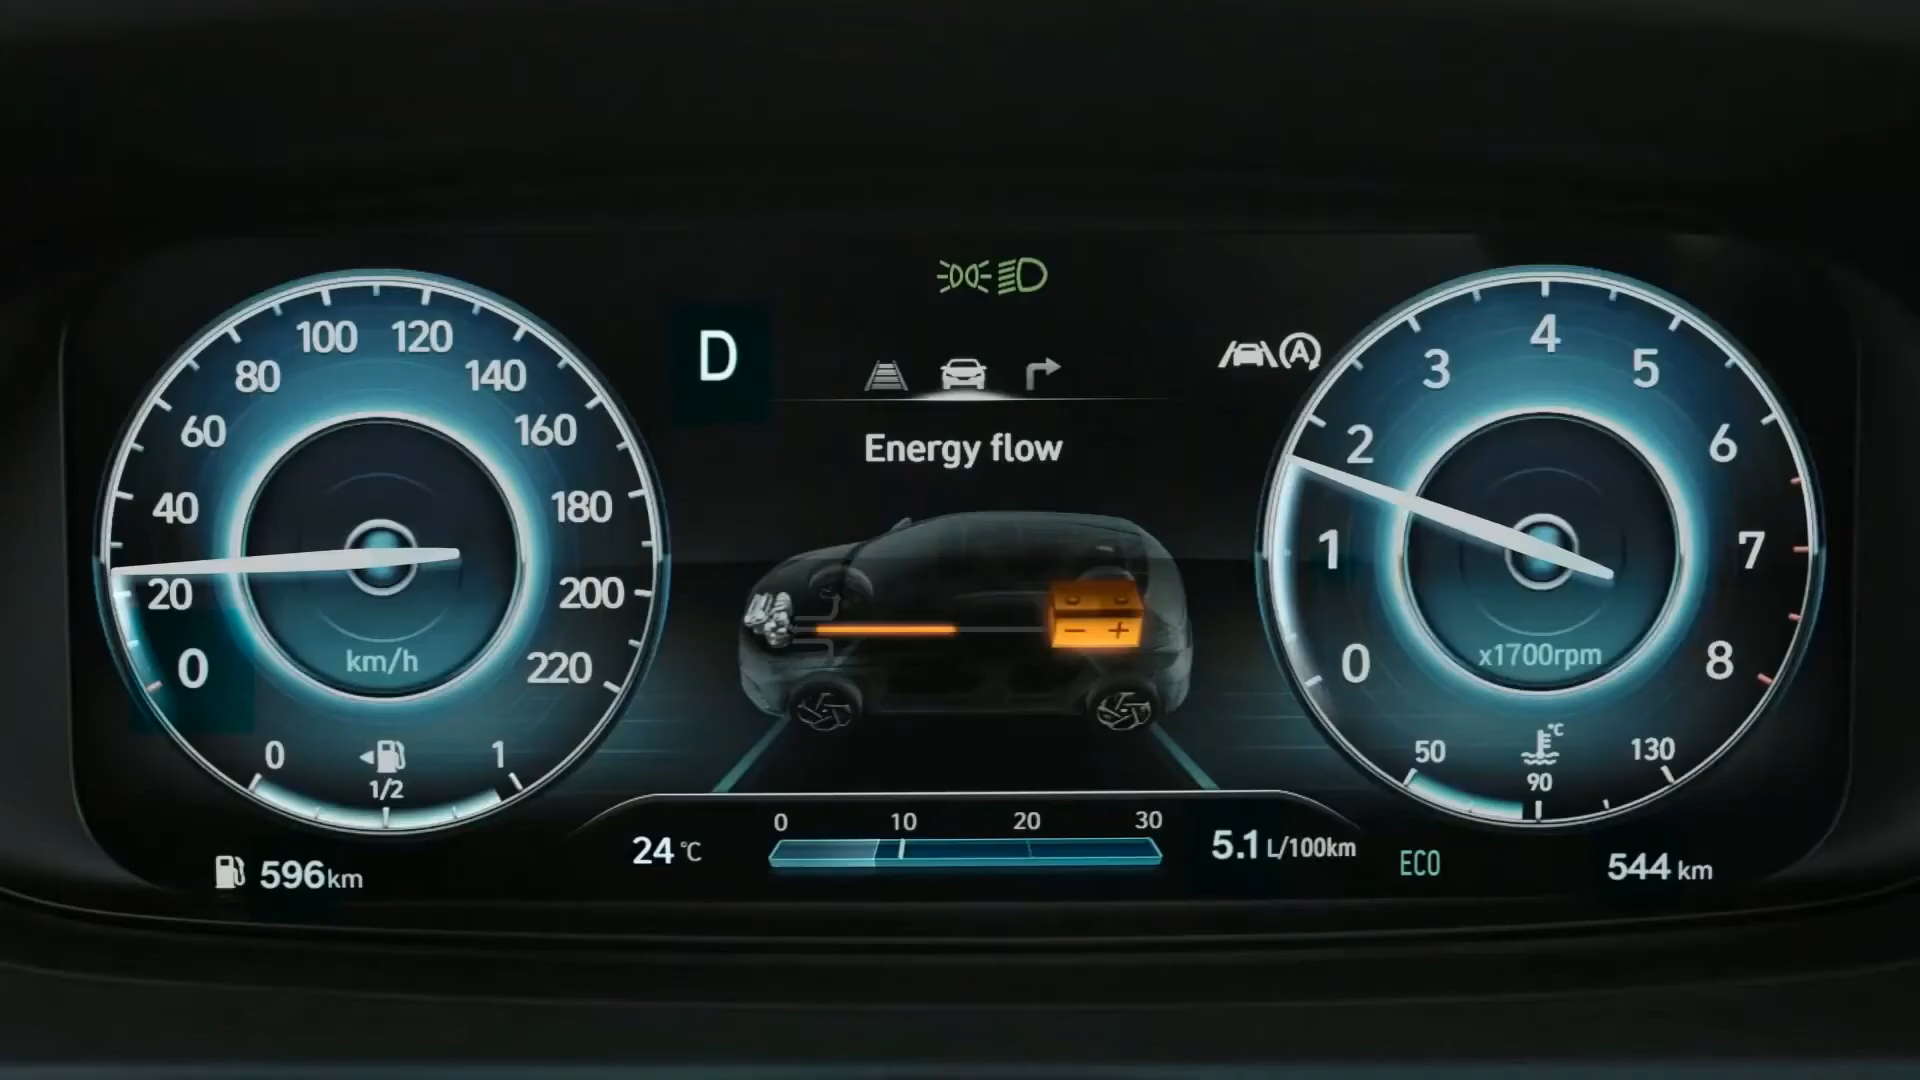 D
Energy flow
0
20
40
60
80
100
120
140
160
180
200
220
km/h
0
1/2
1
0
1
2
3
4
5
6
7
8
x1700rpm
50
°C
90
130
A
- +
0 10 20 30
24 °C
5.1 L/100km
ECO
596km
544 km